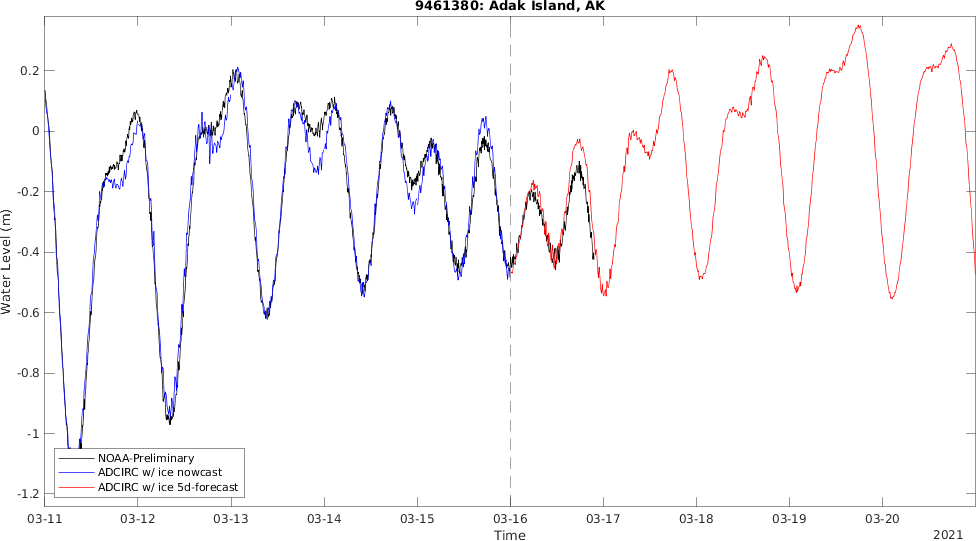 9461380: Adak Island, AK
Water Level (m)
0.2
0
-0.2
-0.4
-0.6
-0.8
-1
-1.2
NOAA-Preliminary
ADCIRC w/ ice nowcast
ADCIRC w/ ice 5d-forecast
03-11 03-12 03-13 03-14 03-15 03-16 03-17 03-18 03-19 03-20
Time
2021